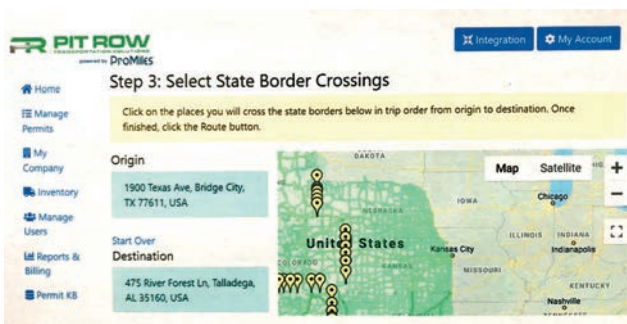 PIT ROW
TRANSPORTATION SOLUTIONS
powered by ProMiles
Integration
My Account
Home
Manage
Permits
My
Company
Inventory
Manage
Users
Reports &
Billing
Permit KB
Step 3: Select State Border Crossings
Click on the places you will cross the state borders below in trip order from origin to destination. Once
finished, click the Route button.
Origin
1900 Texas Ave, Bridge City,
TX 77611, USA
Start Over
Destination
475 River Forest Ln, Talladega,
AL 35160, USA
Map
Satellite
DAKOTA
NEBRASKA
IOWA
Chicago
United States
ILLINOIS
INDIANA
Indianapolis
Kansas City
COLORADO
KANSAS
MISSOURI
KENTUCKY
Nashville